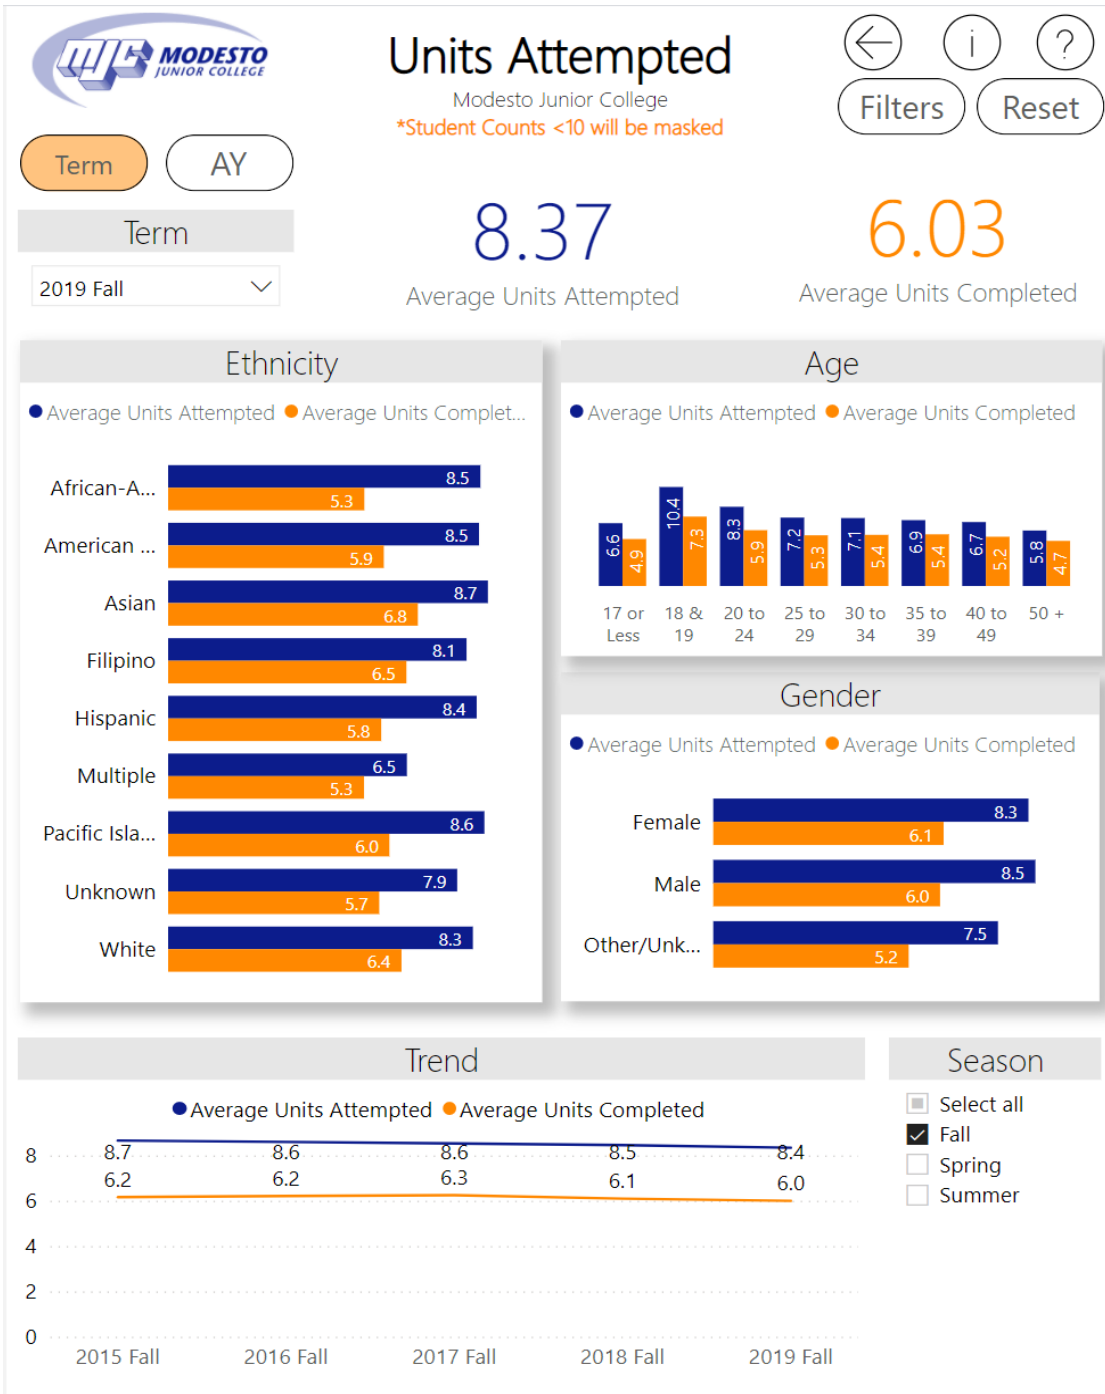 MJC MODESTO
JUNIOR COLLEGE
Units Attempted
Modesto Junior College
*Student Counts <10 will be masked
i
?
Filters
Reset
Term
AY
Term
2019 Fall
8.37
Average Units Attempted
6.03
Average Units Completed
Ethnicity
Average Units Attempted Average Units Complet...
African-A... 8.5
5.3
American ... 8.5
5.9
Asian 8.7
6.8
Filipino 8.1
6.5
Hispanic 8.4
5.8
Multiple 6.5
5.3
Pacific Isla... 8.6
6.0
Unknown 7.9
5.7
White 8.3
6.4
Age
Average Units Attempted Average Units Completed
6.6 4.9 10.4 7.3 8.3 5.9 7.2 5.3 7.1 5.4 6.9 5.4 6.7 5.2 5.8 4.7
17 or 18 & 20 to 25 to 30 to 35 to 40 to 50 +
Less 19 24 29 34 39 49
Gender
Average Units Attempted Average Units Completed
Female 8.3
6.1
Male 8.5
6.0
Other/Unk... 7.5
5.2
Trend
Average Units Attempted Average Units Completed
8 8.7 8.6 8.6 8.5 8.4
6.2 6.2 6.3 6.1 6.0
6
4
2
0
2015 Fall 2016 Fall 2017 Fall 2018 Fall 2019 Fall
Season
Select all
Fall
Spring
Summer